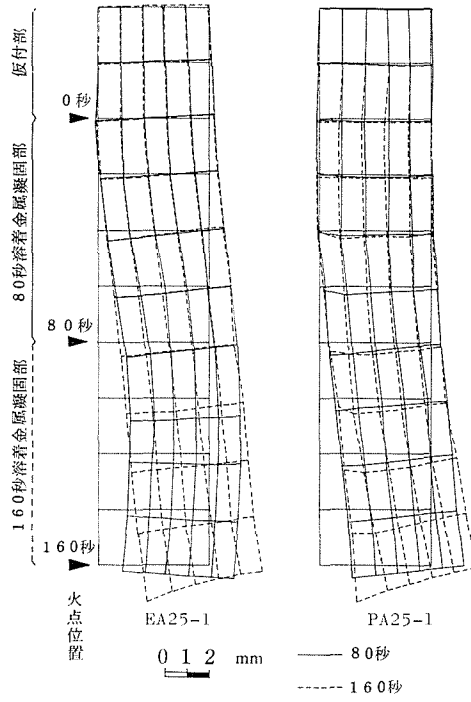 仮付部
0秒
80秒溶着金属凝固部
80秒
160秒溶着金属凝固部
160秒
火点位置
EA25-1
PA25-1
0 1 2 mm
80秒
160秒